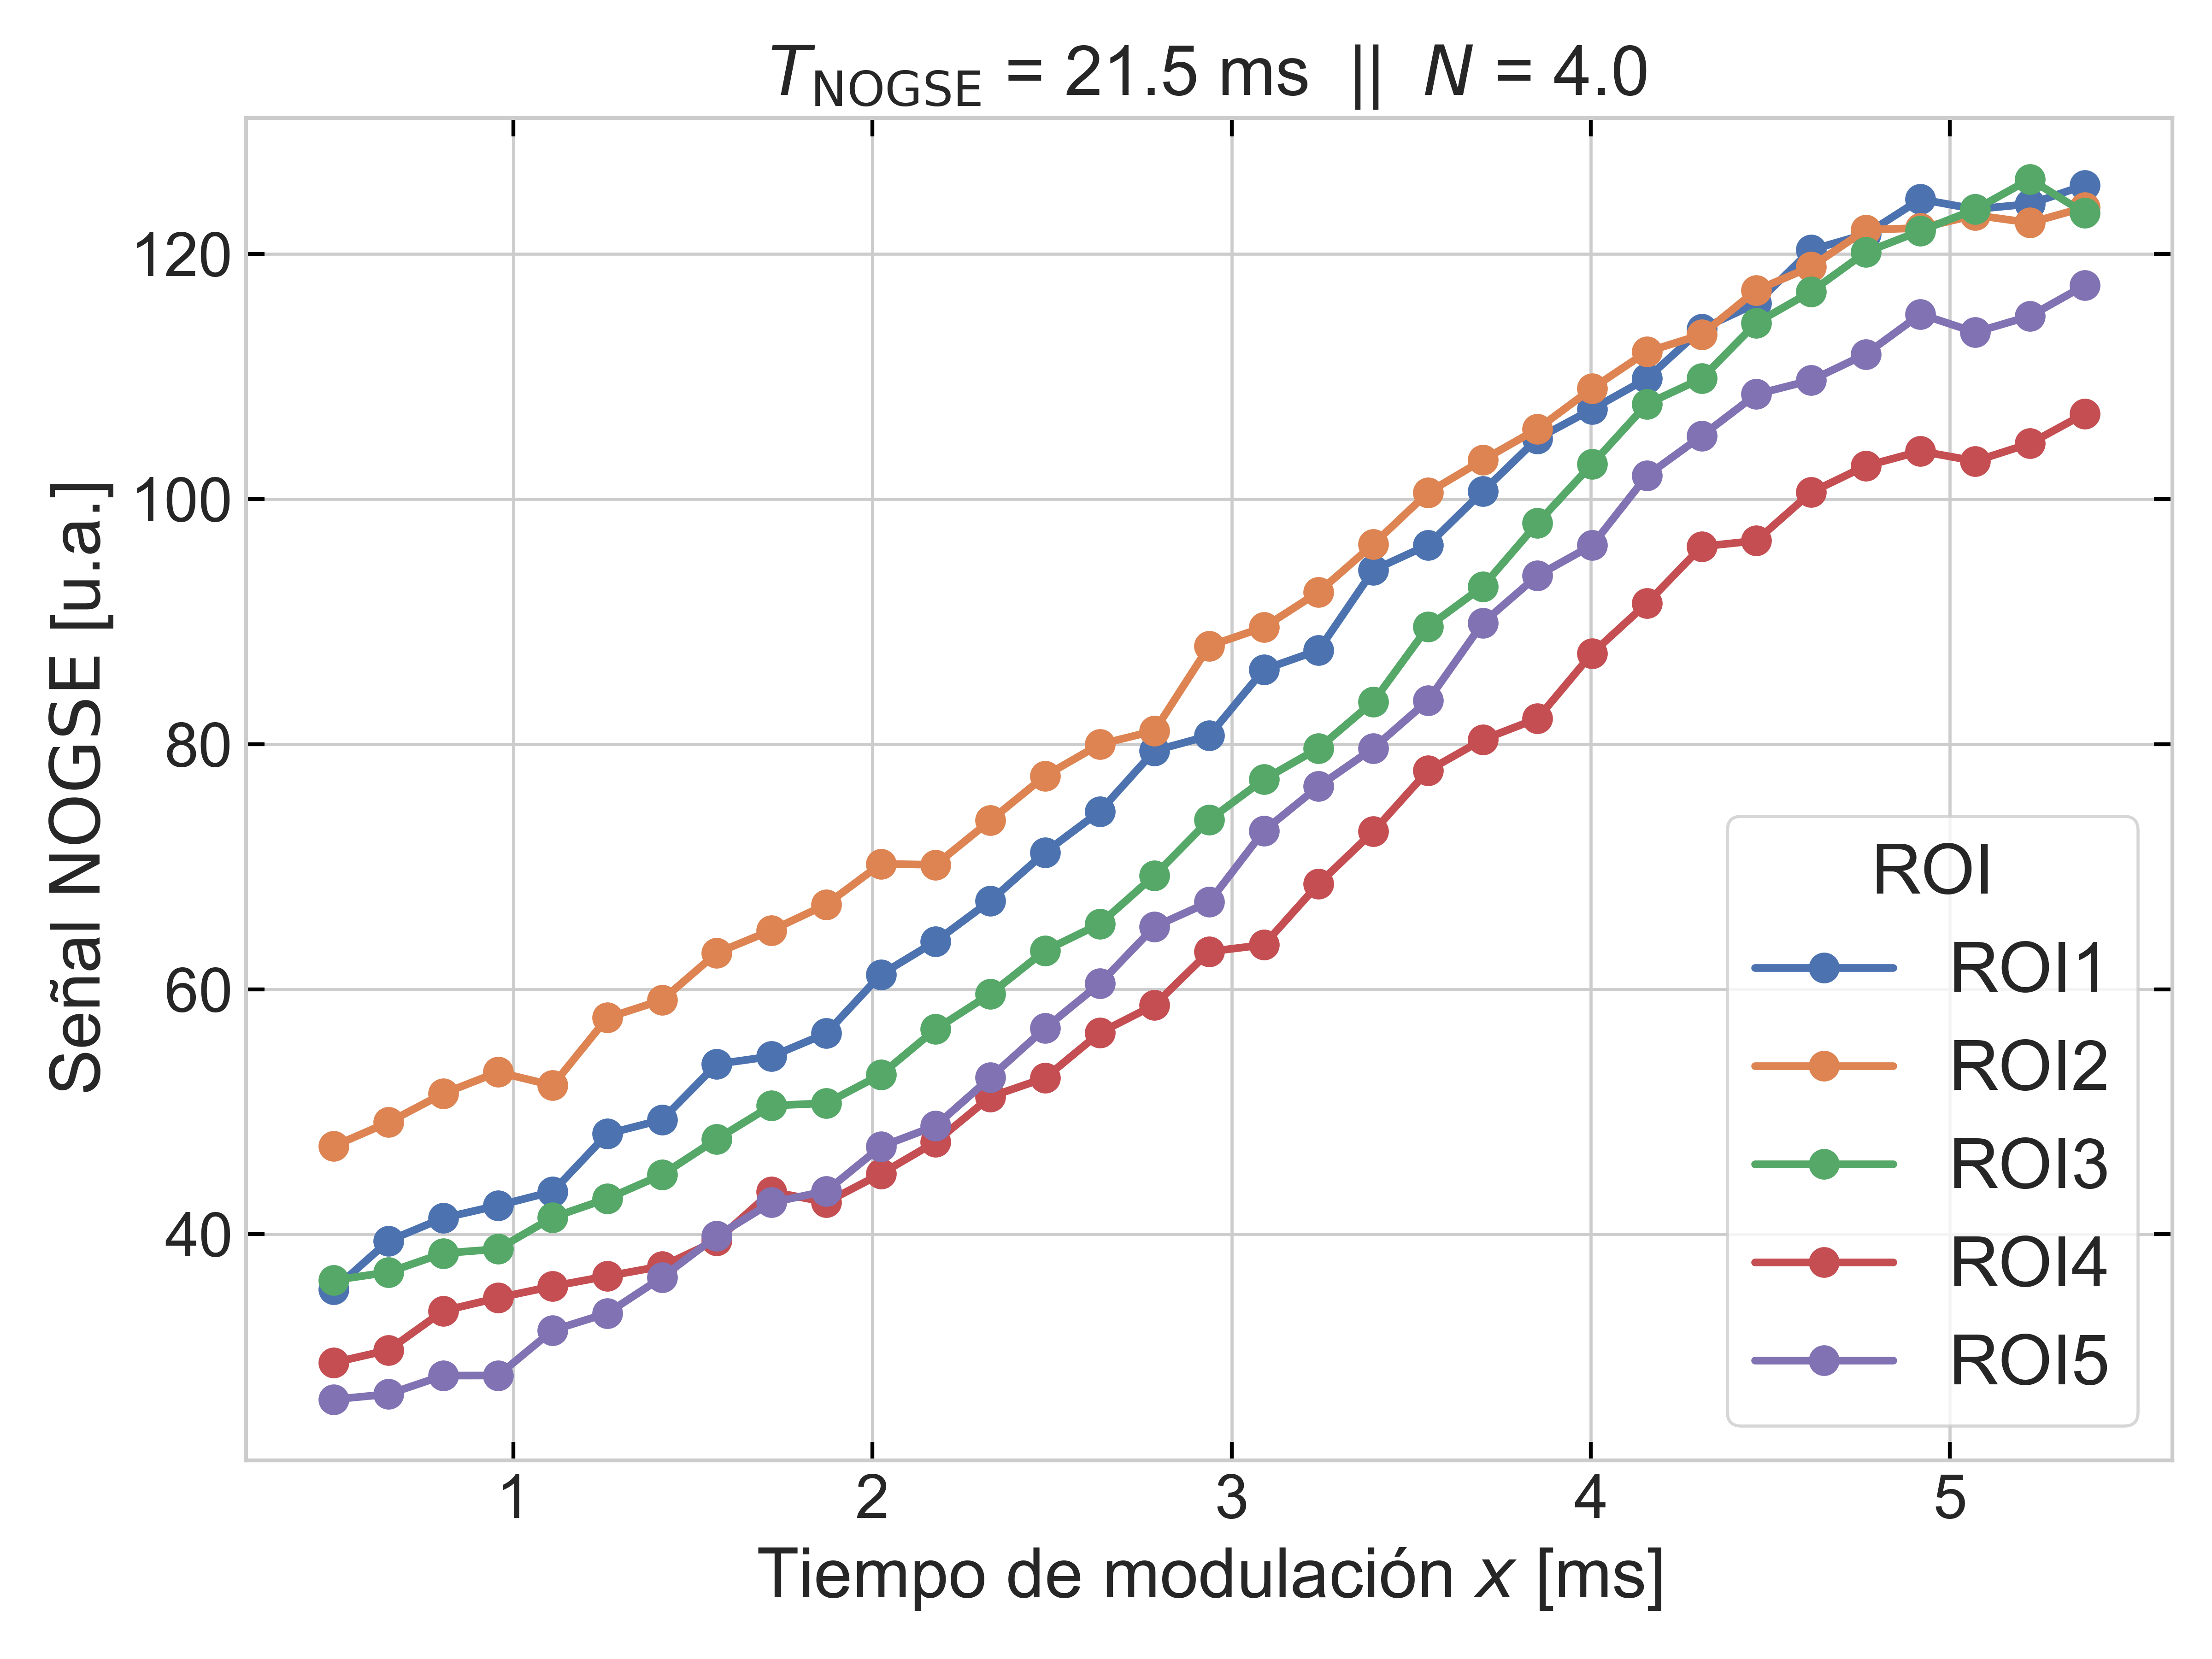 T_NOGSE = 21.5 ms || N = 4.0
Señal NOGSE [u.a.]
120
100
80
60
40
ROI
ROI1
ROI2
ROI3
ROI4
ROI5
1 2 3 4 5
Tiempo de modulación x [ms]